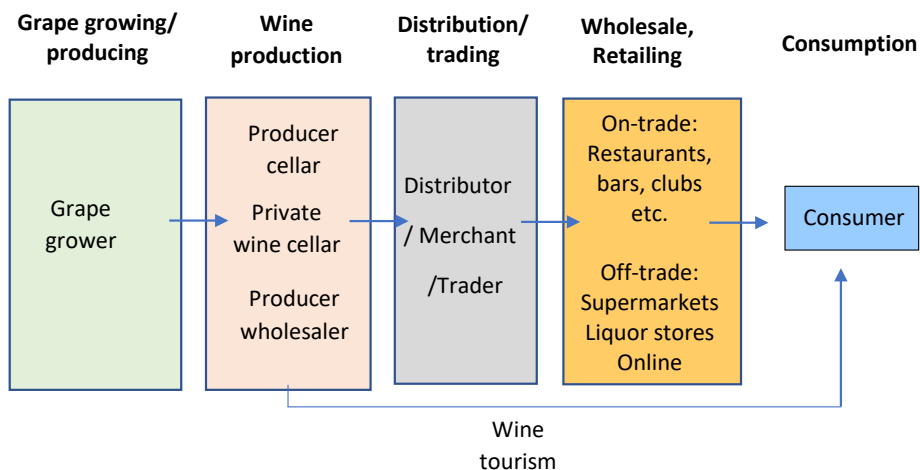 Grape growing/
producing
Wine
production
Distribution/
trading
Wholesale,
Retailing
Consumption
Grape
grower
Producer
cellar
Private
wine cellar
Producer
wholesaler
Distributor
/ Merchant
/Trader
On-trade:
Restaurants,
bars, clubs
etc.
Off-trade:
Supermarkets
Liquor stores
Online
Consumer
Wine
tourism